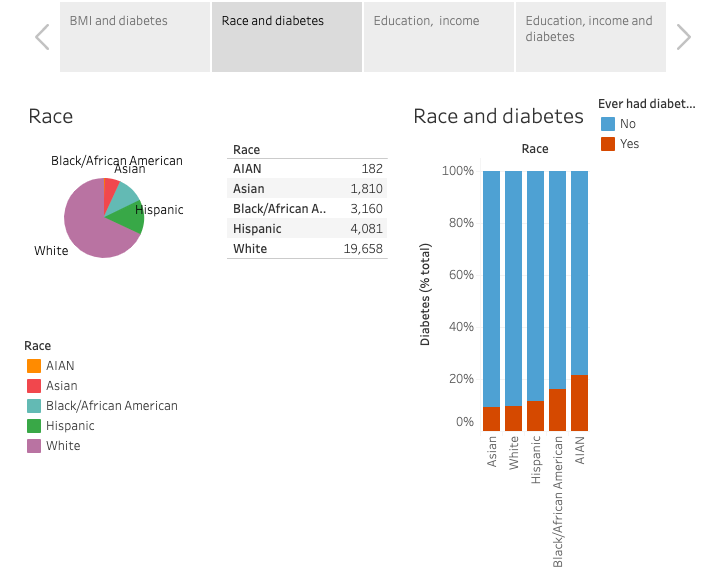 BMI and diabetes
Race and diabetes
Education, income
Education, income and
diabetes
Race
Black/African American
Asian
Hispanic
White
Race
AIAN 182
Asian 1,810
Black/African A.. 3,160
Hispanic 4,081
White 19,658
Race
AIAN
Asian
Black/African American
Hispanic
White
Race and diabetes
Ever had diabet...
No
Yes
Race
Diabetes (% total)
100%
80%
60%
40%
20%
0%
Asian
White
Hispanic
Black/African American
AIAN